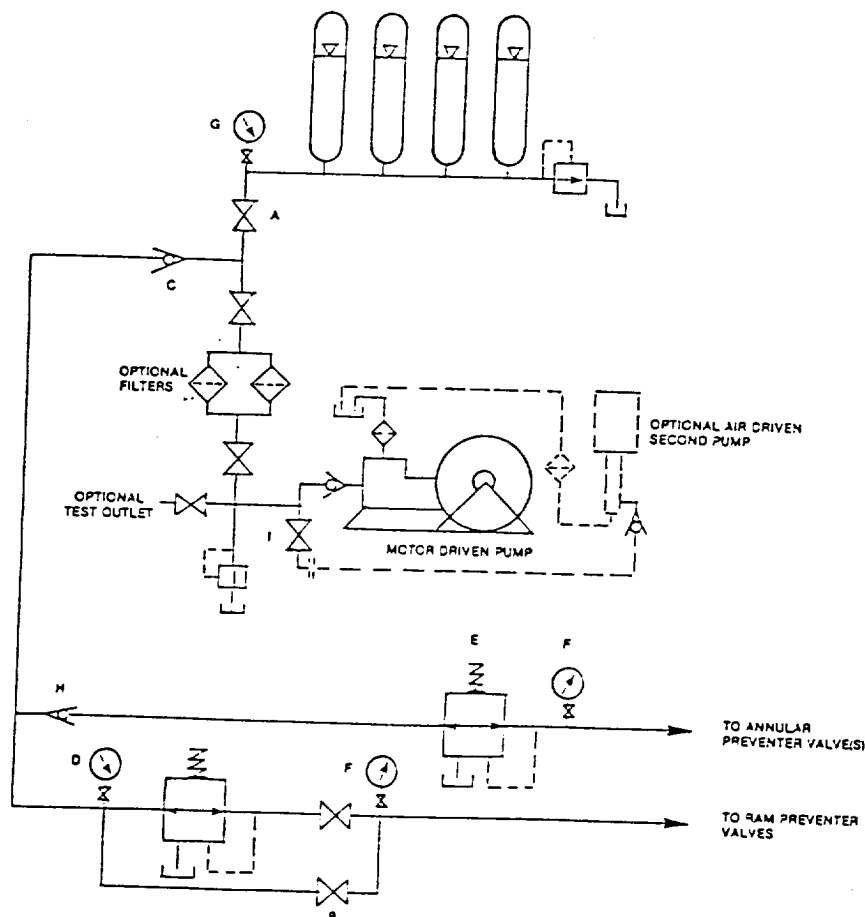 G
A
C
OPTIONAL
FILTERS
OPTIONAL AIR DRIVEN
SECOND PUMP
OPTIONAL
TEST OUTLET
I
MOTOR DRIVEN PUMP
E
F
H
TO ANNULAR
PREVENTER VALVE(S)
D
F
TO RAM PREVENTER
VALVES